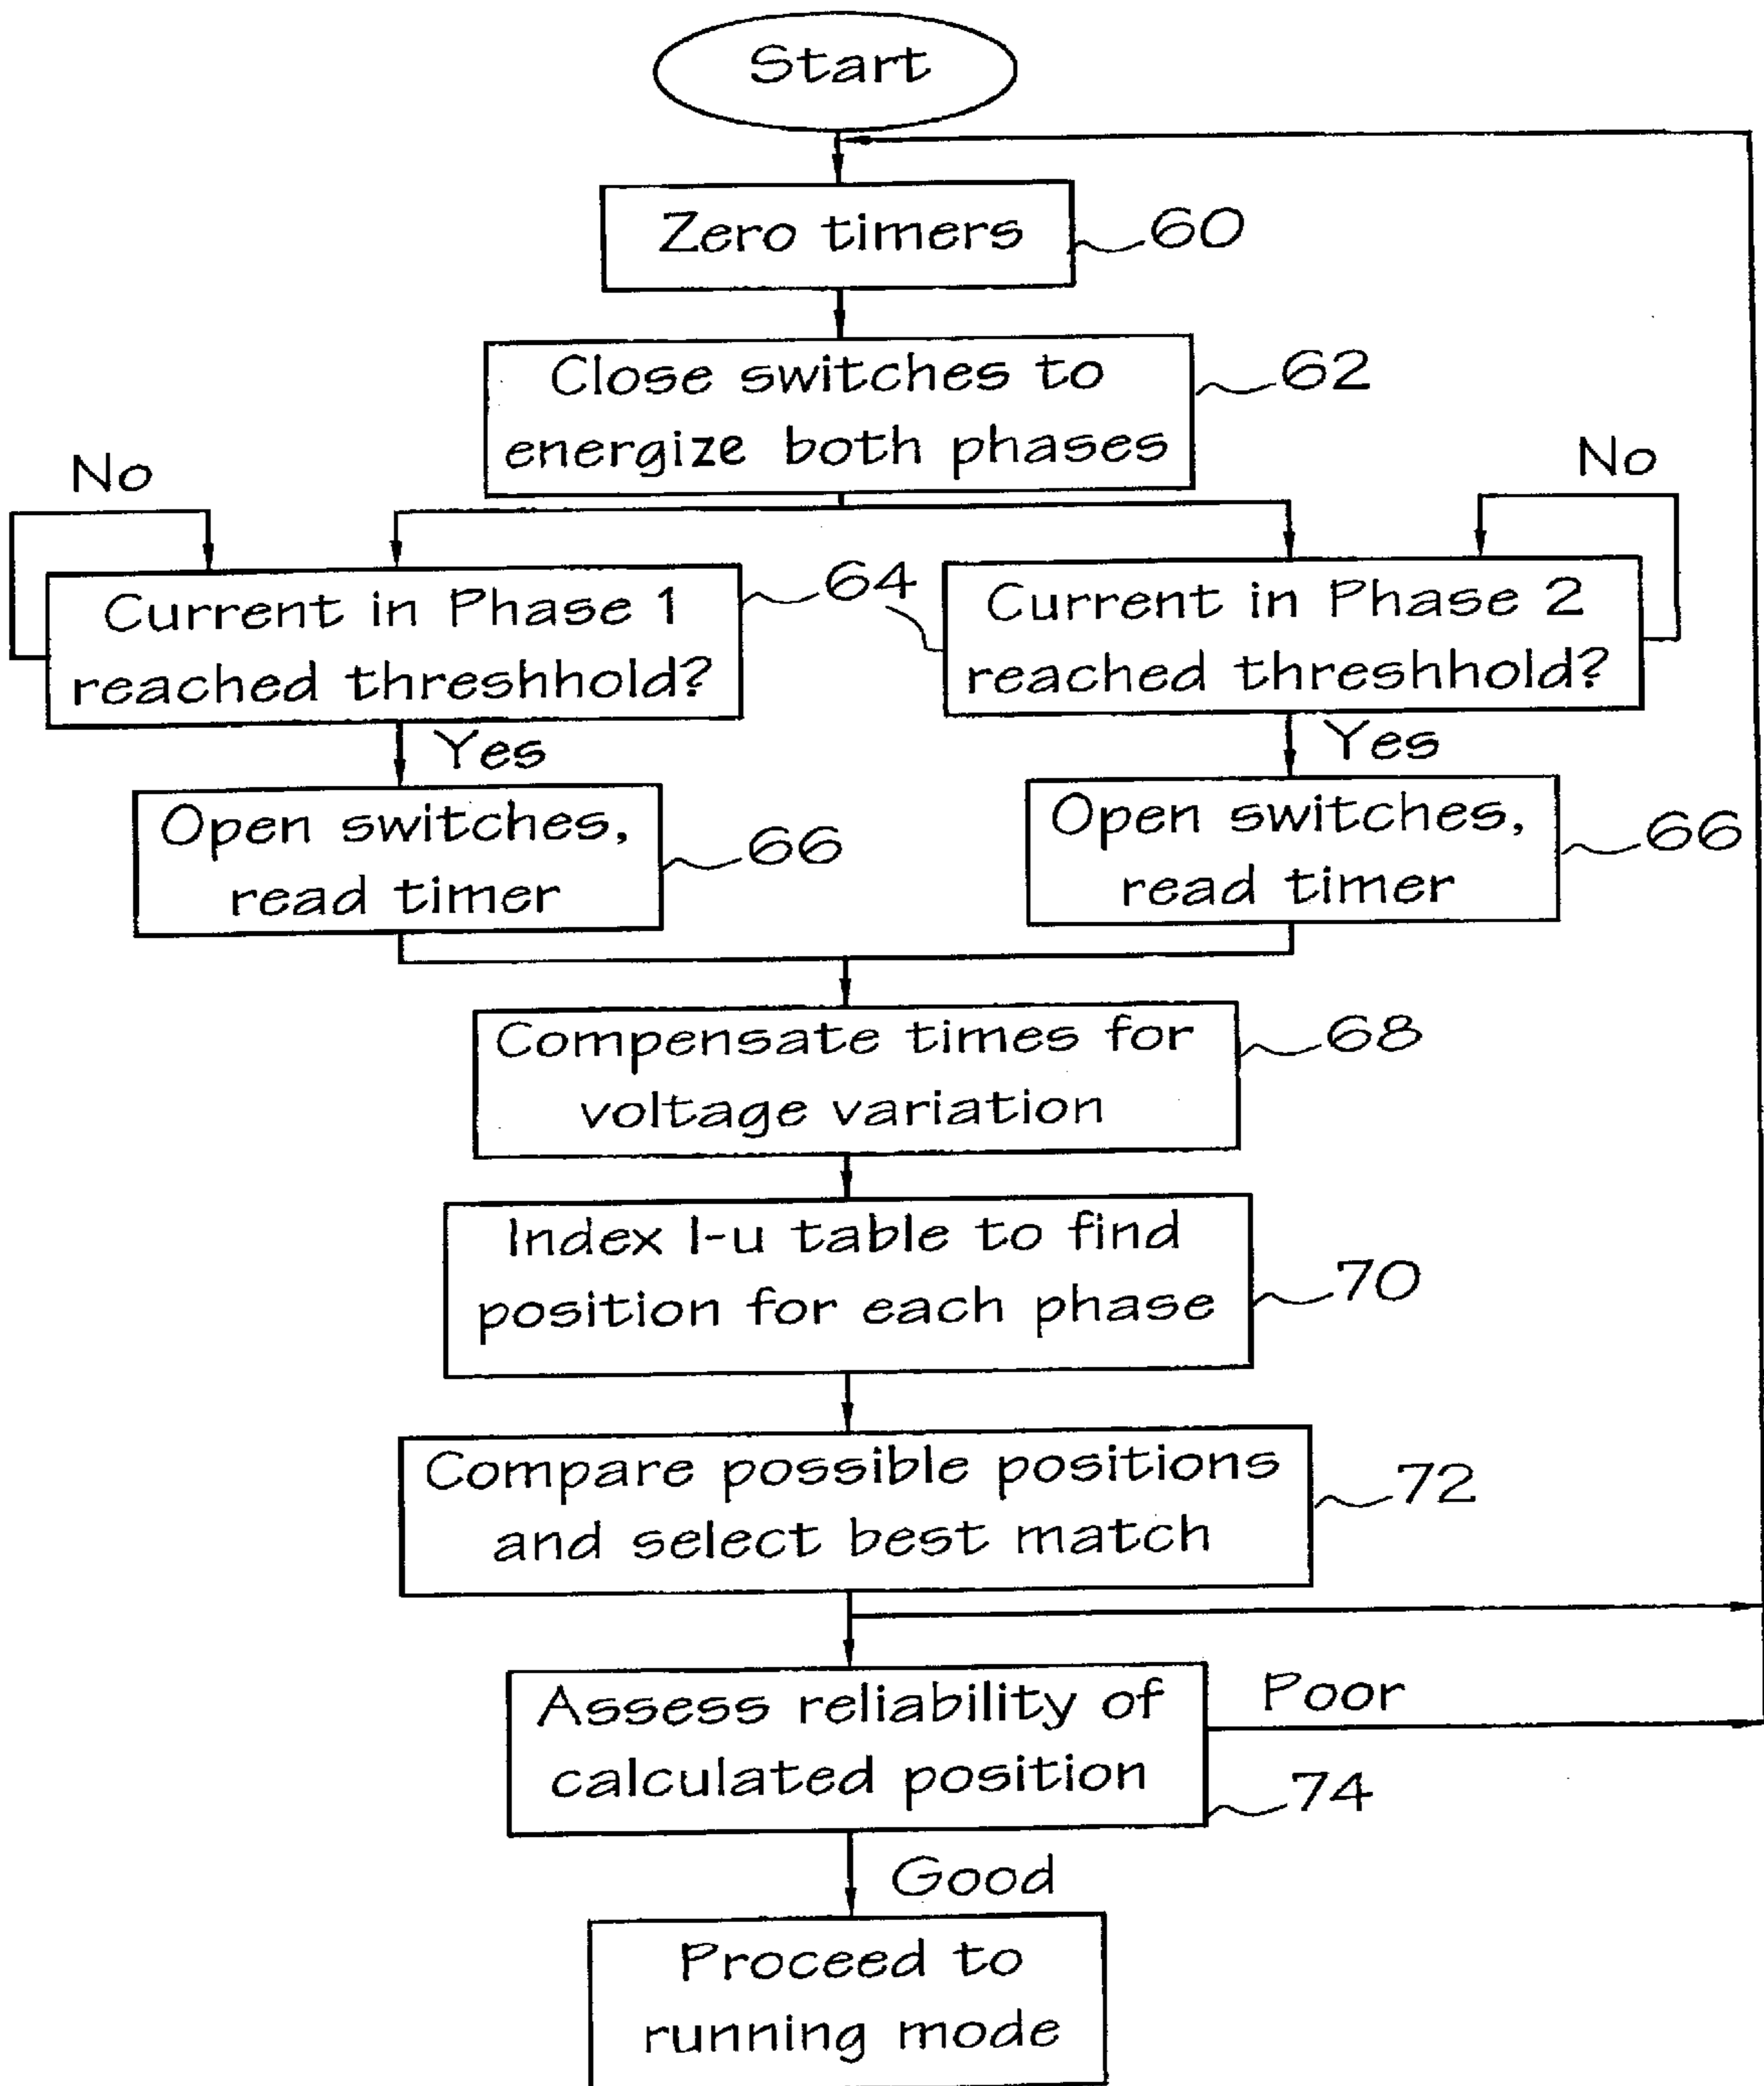 Start
Zero timers
60
Close switches to
energize both phases
62
No
No
Current in Phase 1
reached threshhold?
64
Current in Phase 2
reached threshhold?
Yes
Yes
Open switches,
read timer
66
Open switches,
read timer
66
Compensate times for
voltage variation
68
Index I-u table to find
position for each phase
70
Compare possible positions
and select best match
72
Assess reliability of
calculated position
Poor
74
Good
Proceed to
running mode